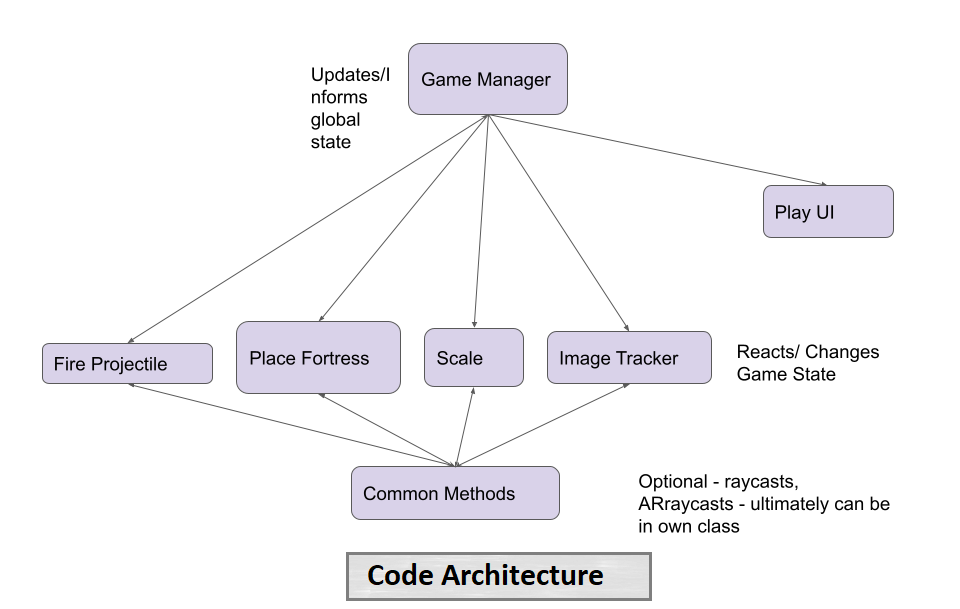 Updates/I
nforms
global
state
Game Manager
Play UI
Fire Projectile
Place Fortress
Scale
Image Tracker
Reacts/ Changes
Game State
Common Methods
Optional - raycasts,
ARraycasts - ultimately can be
in own class
Code Architecture